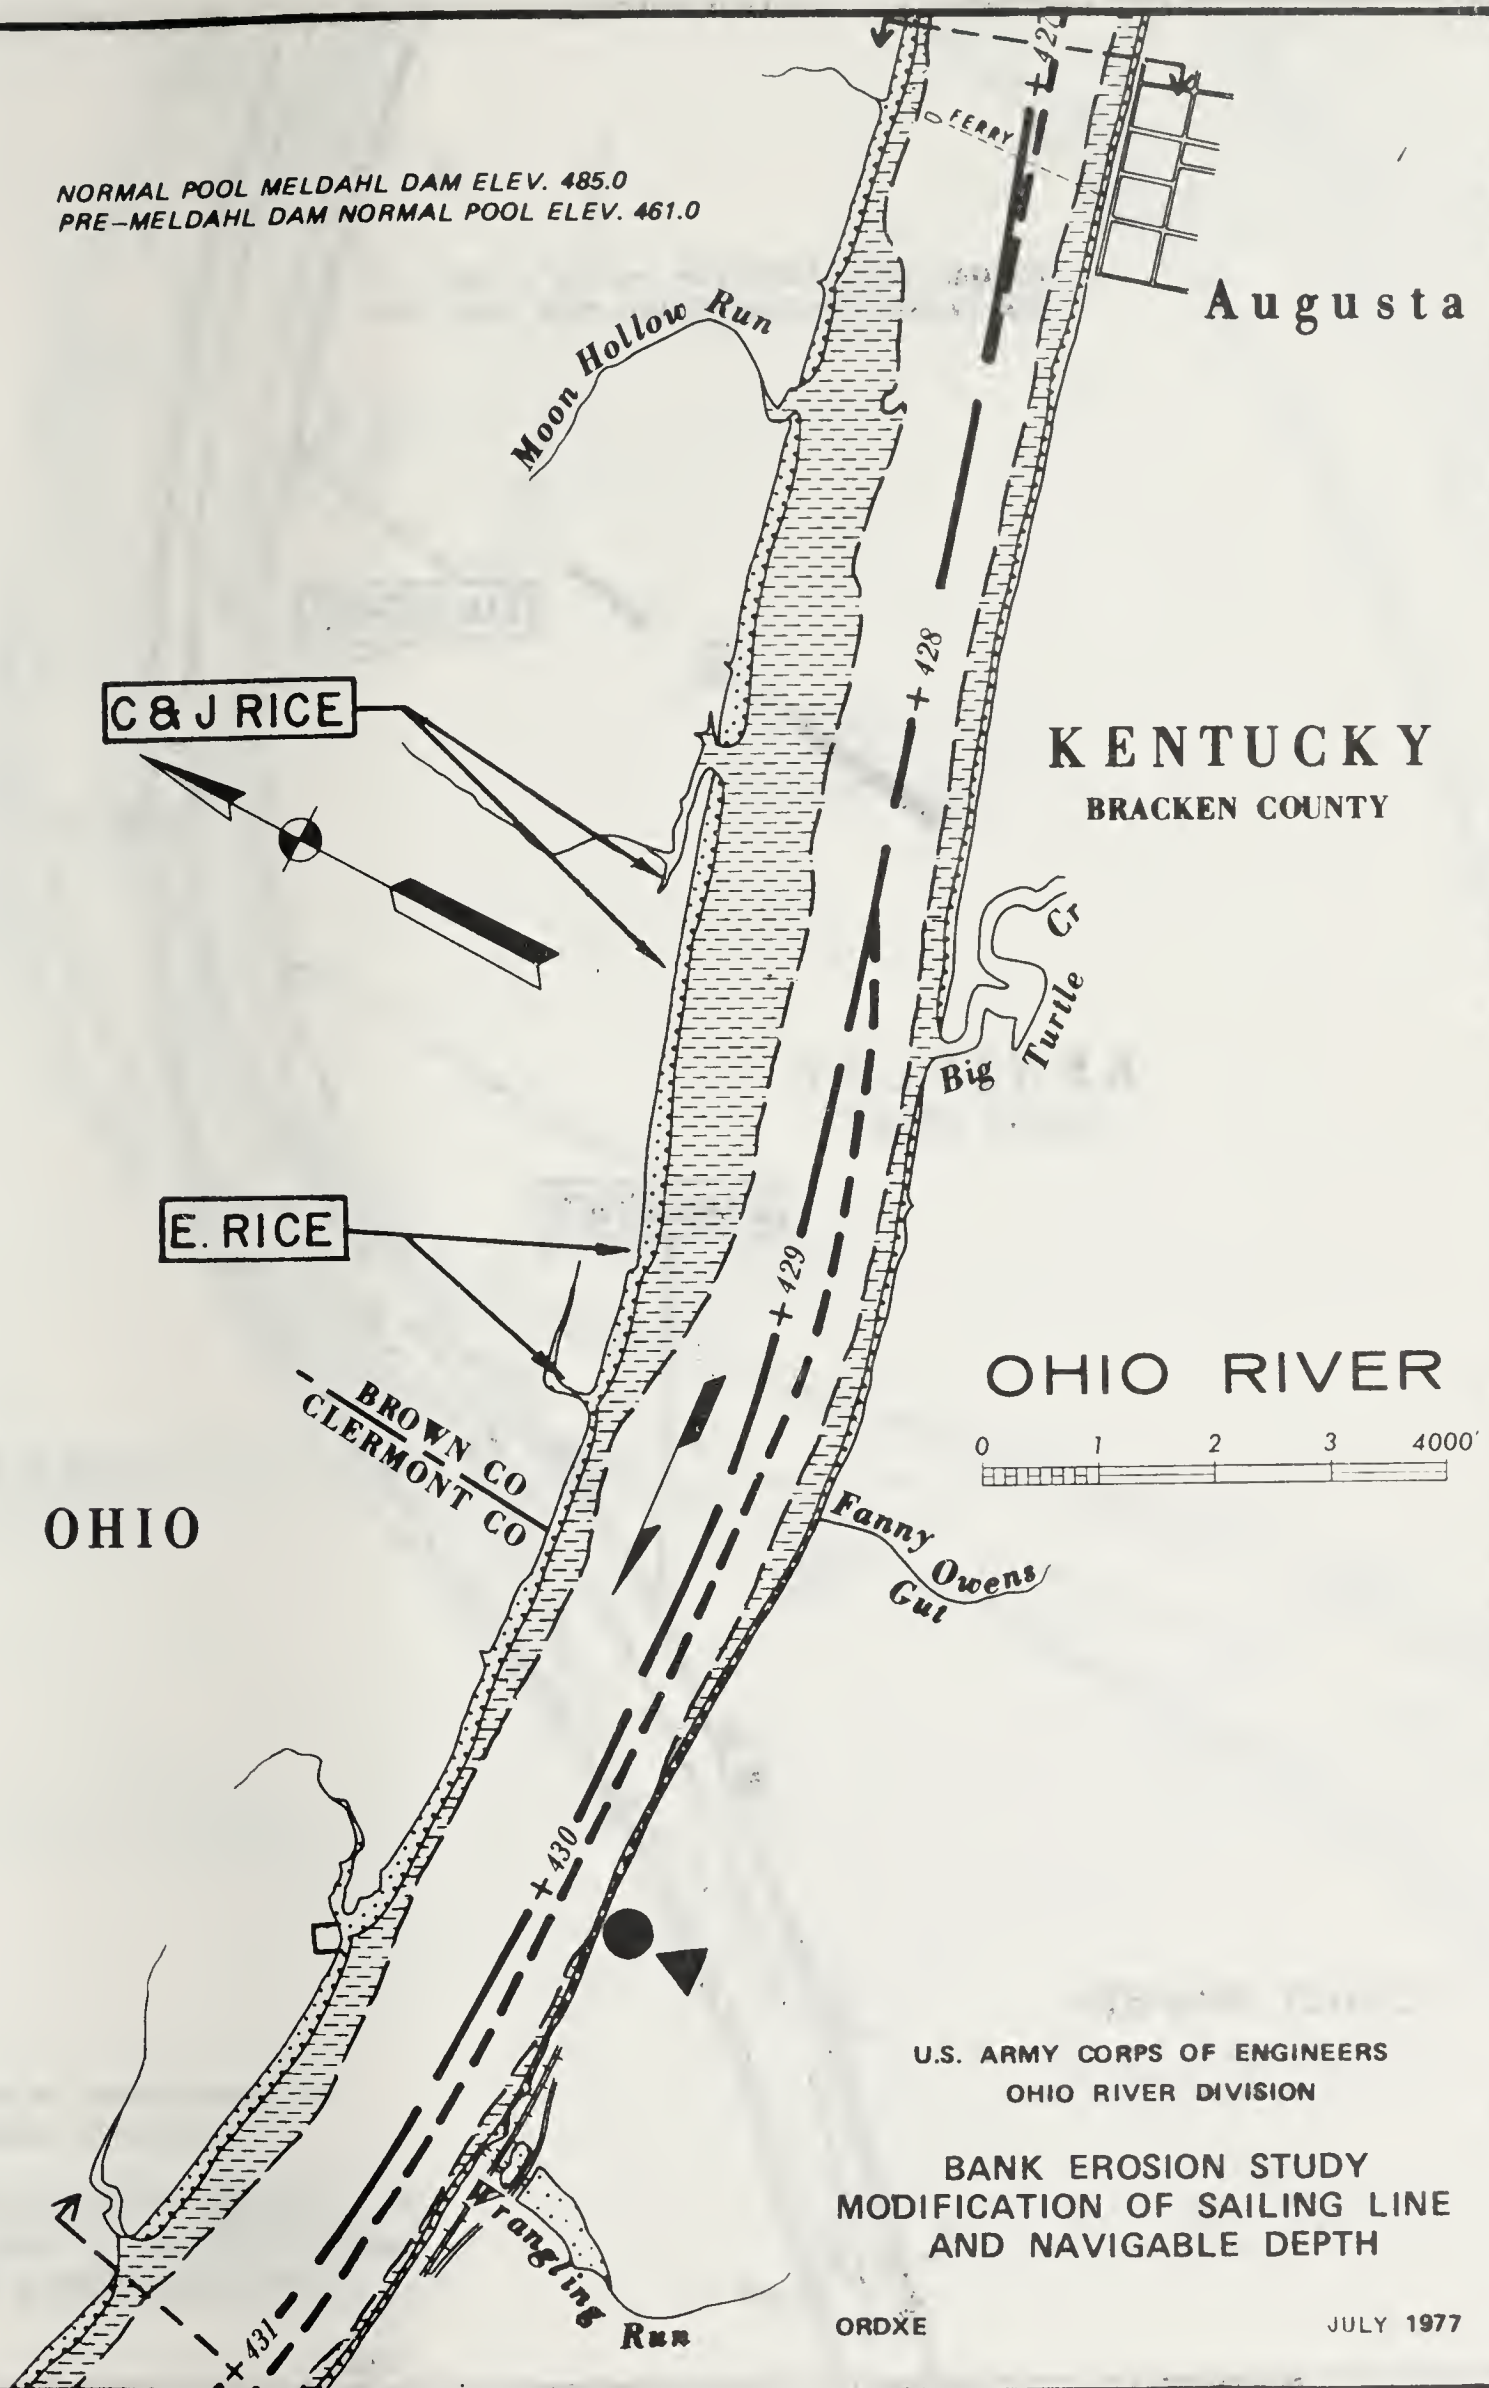 + 427
FERRY
NORMAL POOL MELDAHL DAM ELEV. 485.0
PRE-MELDAHL DAM NORMAL POOL ELEV. 461.0
Augusta
Moon Hollow Run
+ 428
C & J RICE
KENTUCKY
BRACKEN COUNTY
Big Turtle Cr
E. RICE
+ 429
OHIO RIVER
0 1 2 3 4000'
BROWN CO
CLERMONT CO
OHIO
Fanny Owens
Gut
+ 430
U.S. ARMY CORPS OF ENGINEERS
OHIO RIVER DIVISION
BANK EROSION STUDY
MODIFICATION OF SAILING LINE
AND NAVIGABLE DEPTH
Wrangling Run
+ 431
ORDXE
JULY 1977